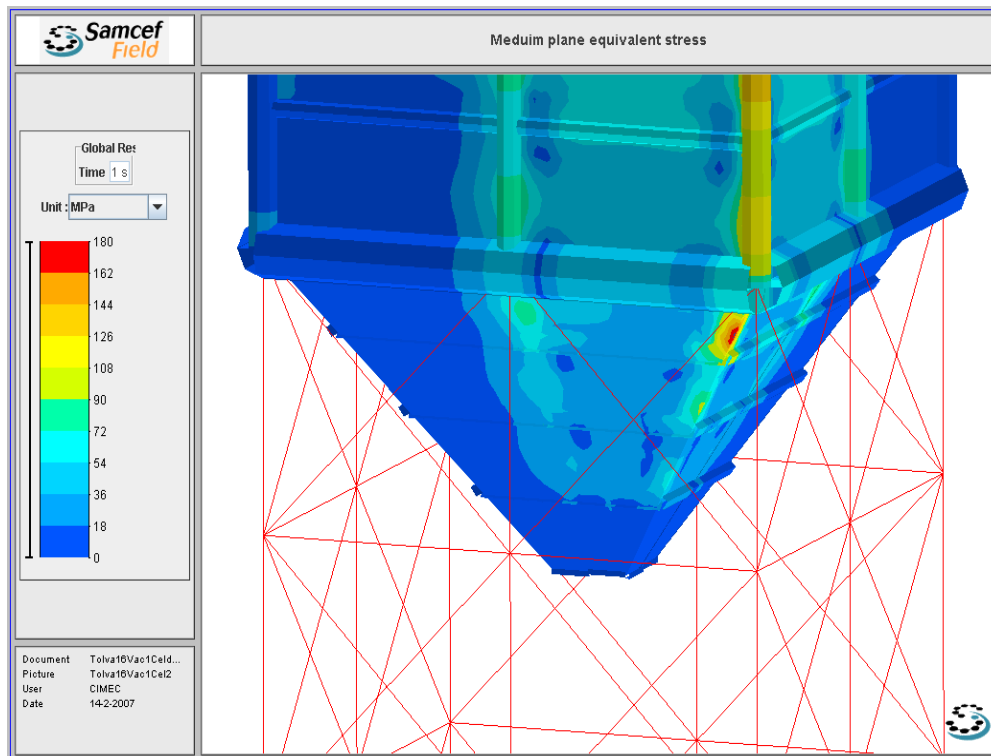 Samcef
Field
Meduim plane equivalent stress
Global Res
Time 1 s
Unit : MPa
180
162
144
126
108
90
72
54
36
18
0
Document Tolva16Vac1Celd...
Picture Tolva16Vac1Cel2
User CIMEC
Date 14-2-2007